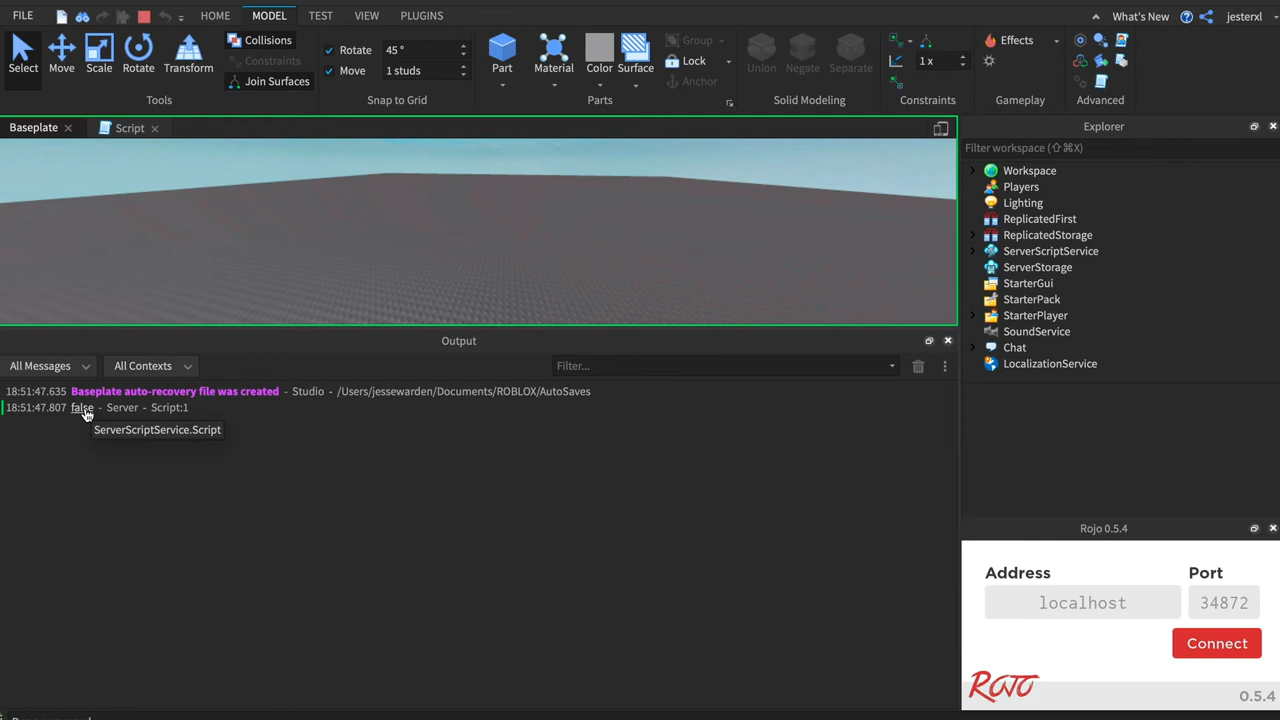 FILE HOME MODEL TEST VIEW PLUGINS What's New jesterxl
Select Move Scale Rotate Transform
Collisions
Constraints
Join Surfaces
Tools
Rotate 45 °
Move 1 studs
Snap to Grid
Part Material Color Surface
Group
Lock
Anchor
Parts
Union Negate Separate
Solid Modeling
1 x
Constraints
Effects
Gameplay
Advanced
Baseplate Script
Explorer
Filter workspace (⇧⌘X)
Workspace
Players
Lighting
ReplicatedFirst
ReplicatedStorage
ServerScriptService
ServerStorage
StarterGui
StarterPack
StarterPlayer
SoundService
Chat
LocalizationService
Output
All Messages All Contexts Filter...
18:51:47.635 Baseplate auto-recovery file was created - Studio - /Users/jessewarden/Documents/ROBLOX/AutoSaves
18:51:47.807 false - Server - Script:1
ServerScriptService.Script
Rojo 0.5.4
Address Port
localhost 34872
Connect
ROJO 0.5.4